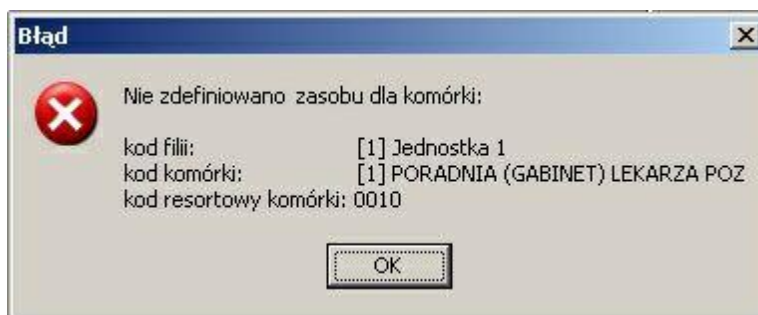 Błąd
Nie zdefiniowano zasobu dla komórki:
kod filii: [1] Jednostka 1
kod komórki: [1] PORADNIA (GABINET) LEKARZA POZ
kod resortowy komórki: 0010
OK